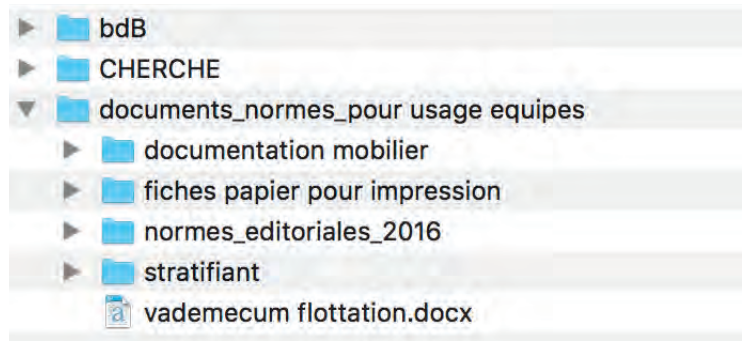 bdB
CHERCHE
documents_normes_pour usage equipes
documentation mobilier
fiches papier pour impression
normes_editoriales_2016
stratifiant
vademecum flottation.docx